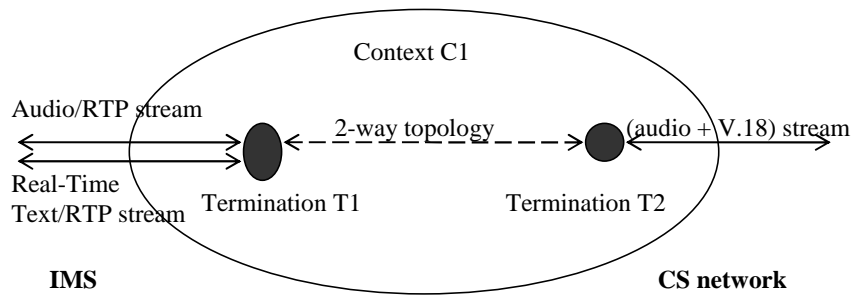 Context C1
Audio/RTP stream
2-way topology
(audio + V.18) stream
Real-Time
Text/RTP stream
Termination T1
Termination T2
IMS
CS network